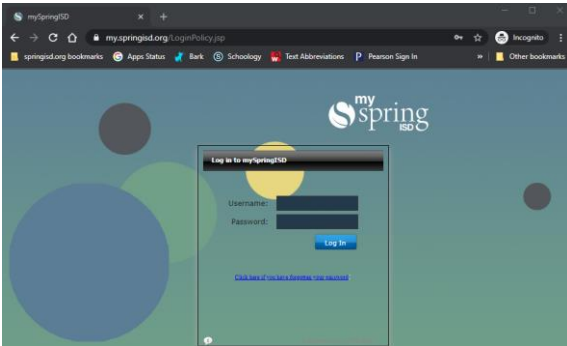 mySpringISD
my.springisd.org/LoginPolicy.jsp
Incognito
springisd.org bookmarks Apps Status Bark Schoology Text Abbreviations Pearson Sign In » Other bookmarks
my
spring
ISD
Log in to mySpringISD
Username:
Password:
Log In
Click here if you have forgotten your password